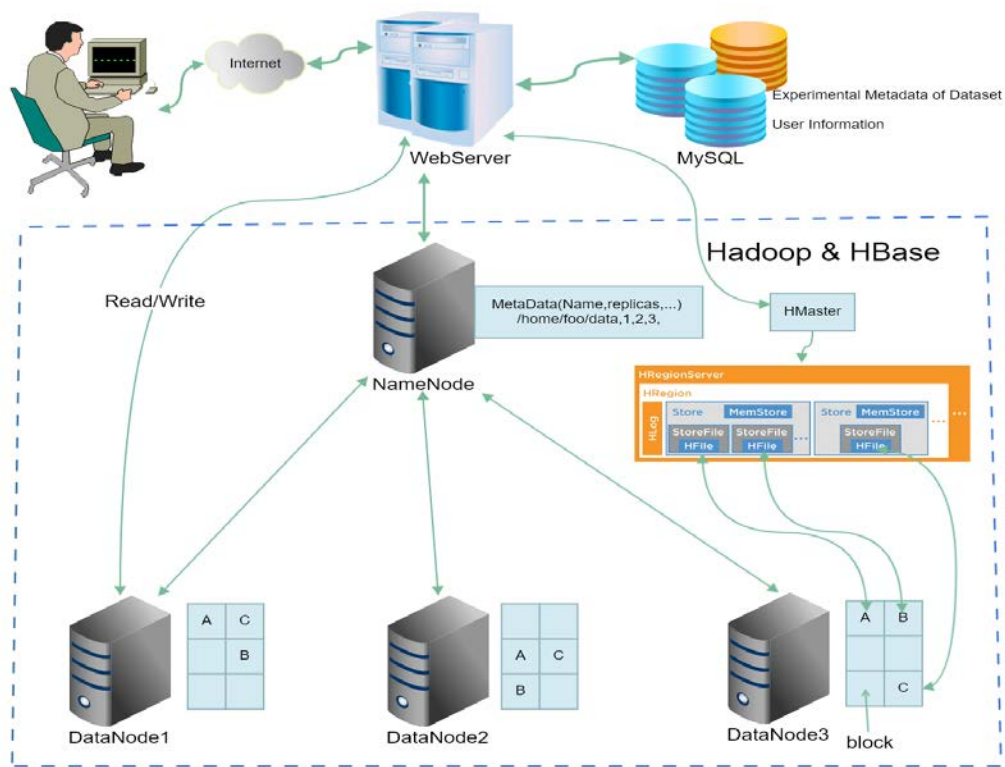 Internet
Experimental Metadata of Dataset
User Information
WebServer
MySQL
Hadoop & HBase
Read/Write
MetaData(Name,replicas,...)
/home/foo/data,1,2,3,
HMaster
NameNode
HRegionServer
HRegion
HLog
Store MemStore
Store MemStore
...
StoreFile
HFile
StoreFile
HFile
...
StoreFile
HFile
...
A C
B
A C
B
A B
C
DataNode1
DataNode2
DataNode3
block